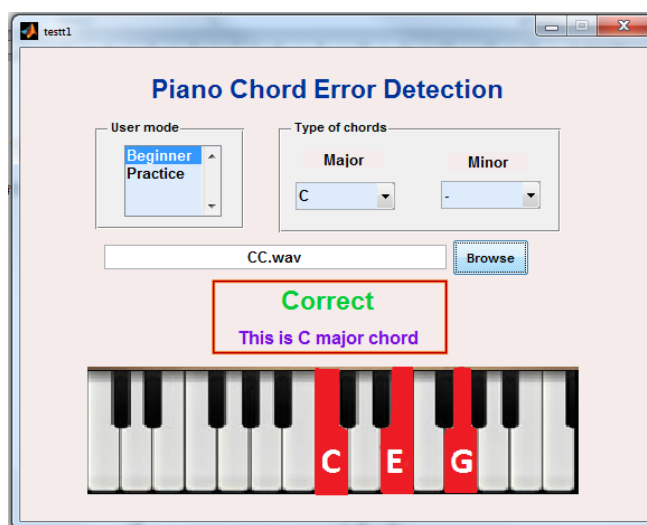 testt1
Piano Chord Error Detection
User mode
Beginner
Practice
Type of chords
Major
Minor
C
-
CC.wav
Browse
Correct
This is C major chord
C E G